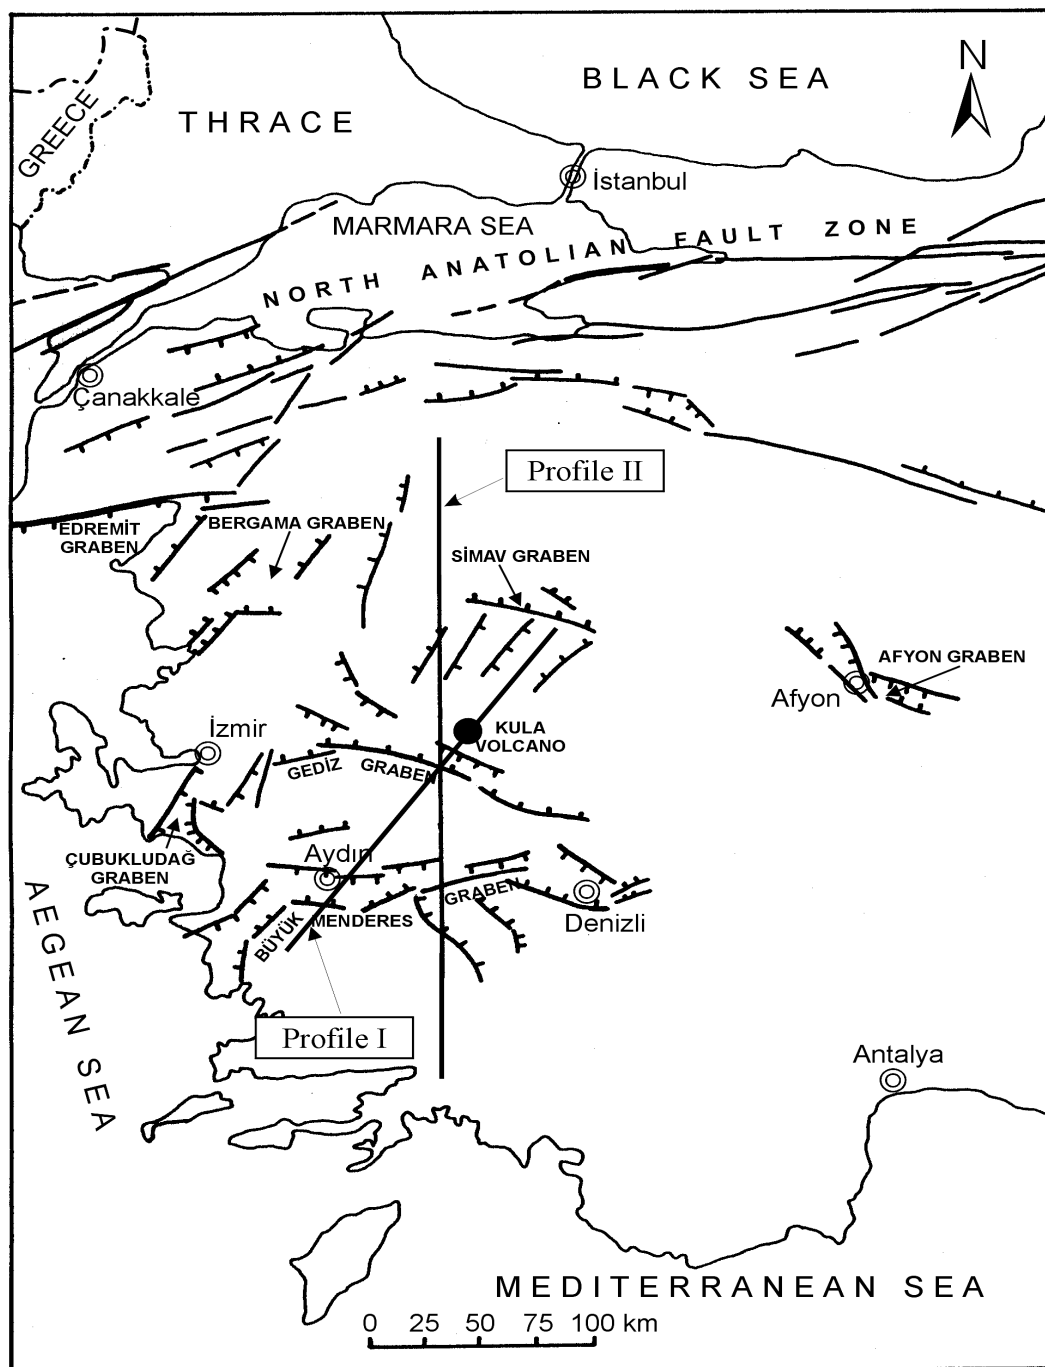 N
BLACK SEA
THRACE
GREECE
İstanbul
MARMARA SEA
NORTH ANATOLIAN FAULT ZONE
Çanakkale
Profile II
EDREMİT
GRABEN
BERGAMA GRABEN
SİMAV GRABEN
AFYON GRABEN
Afyon
İzmir
KULA
VOLCANO
GEDİZ GRABEN
ÇUBUKLUDAĞ
GRABEN
Aydın
BÜYÜK MENDERES GRABEN
Denizli
AEGEAN SEA
Profile I
Antalya
MEDITERRANEAN SEA
0 25 50 75 100 km